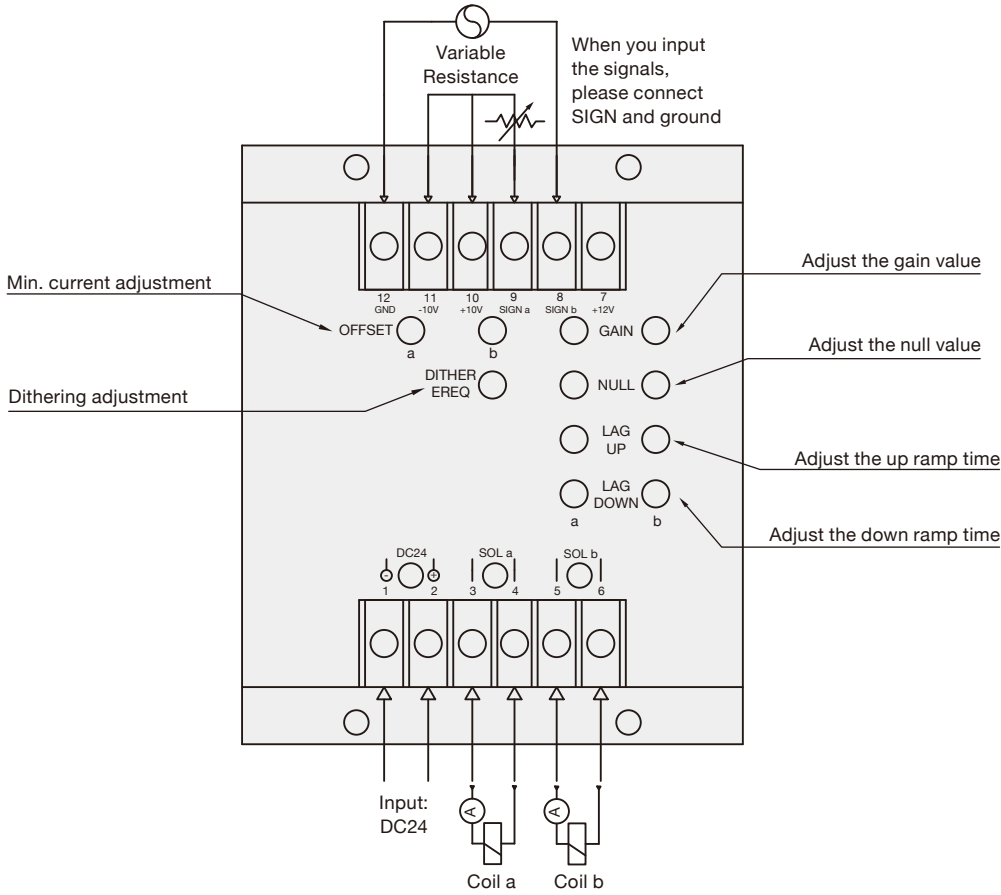 Variable
Resistance
When you input
the signals,
please connect
SIGN and ground
12 11 10 9 8 7
GND -10V +10V SIGN a SIGN b +12V
Min. current adjustment
Adjust the gain value
OFFSET GAIN
a b
Adjust the null value
DITHER
EREQ
NULL
Dithering adjustment
LAG
UP
Adjust the up ramp time
LAG
DOWN
a b
Adjust the down ramp time
DC24 SOL a SOL b
- +
1 2 3 4 5 6
Input:
DC24
A A
Coil a Coil b